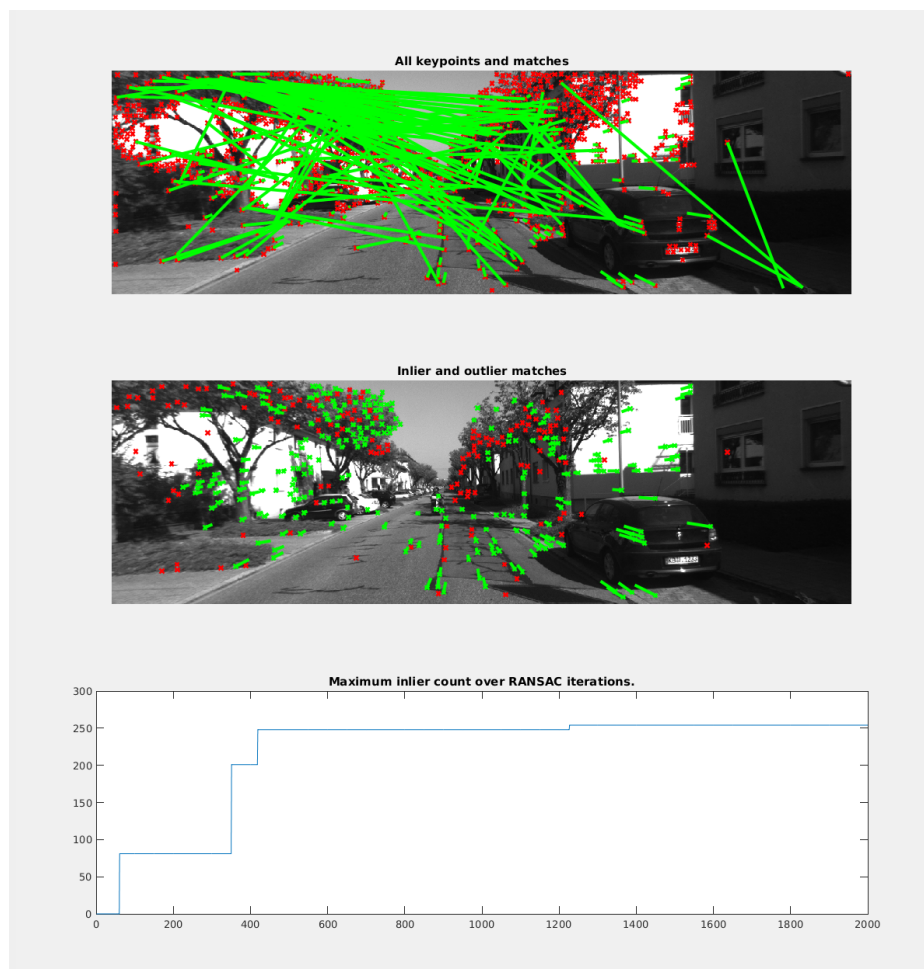 All keypoints and matches
Inlier and outlier matches
Maximum inlier count over RANSAC iterations.
300
250
200
150
100
50
0
0 200 400 600 800 1000 1200 1400 1600 1800 2000